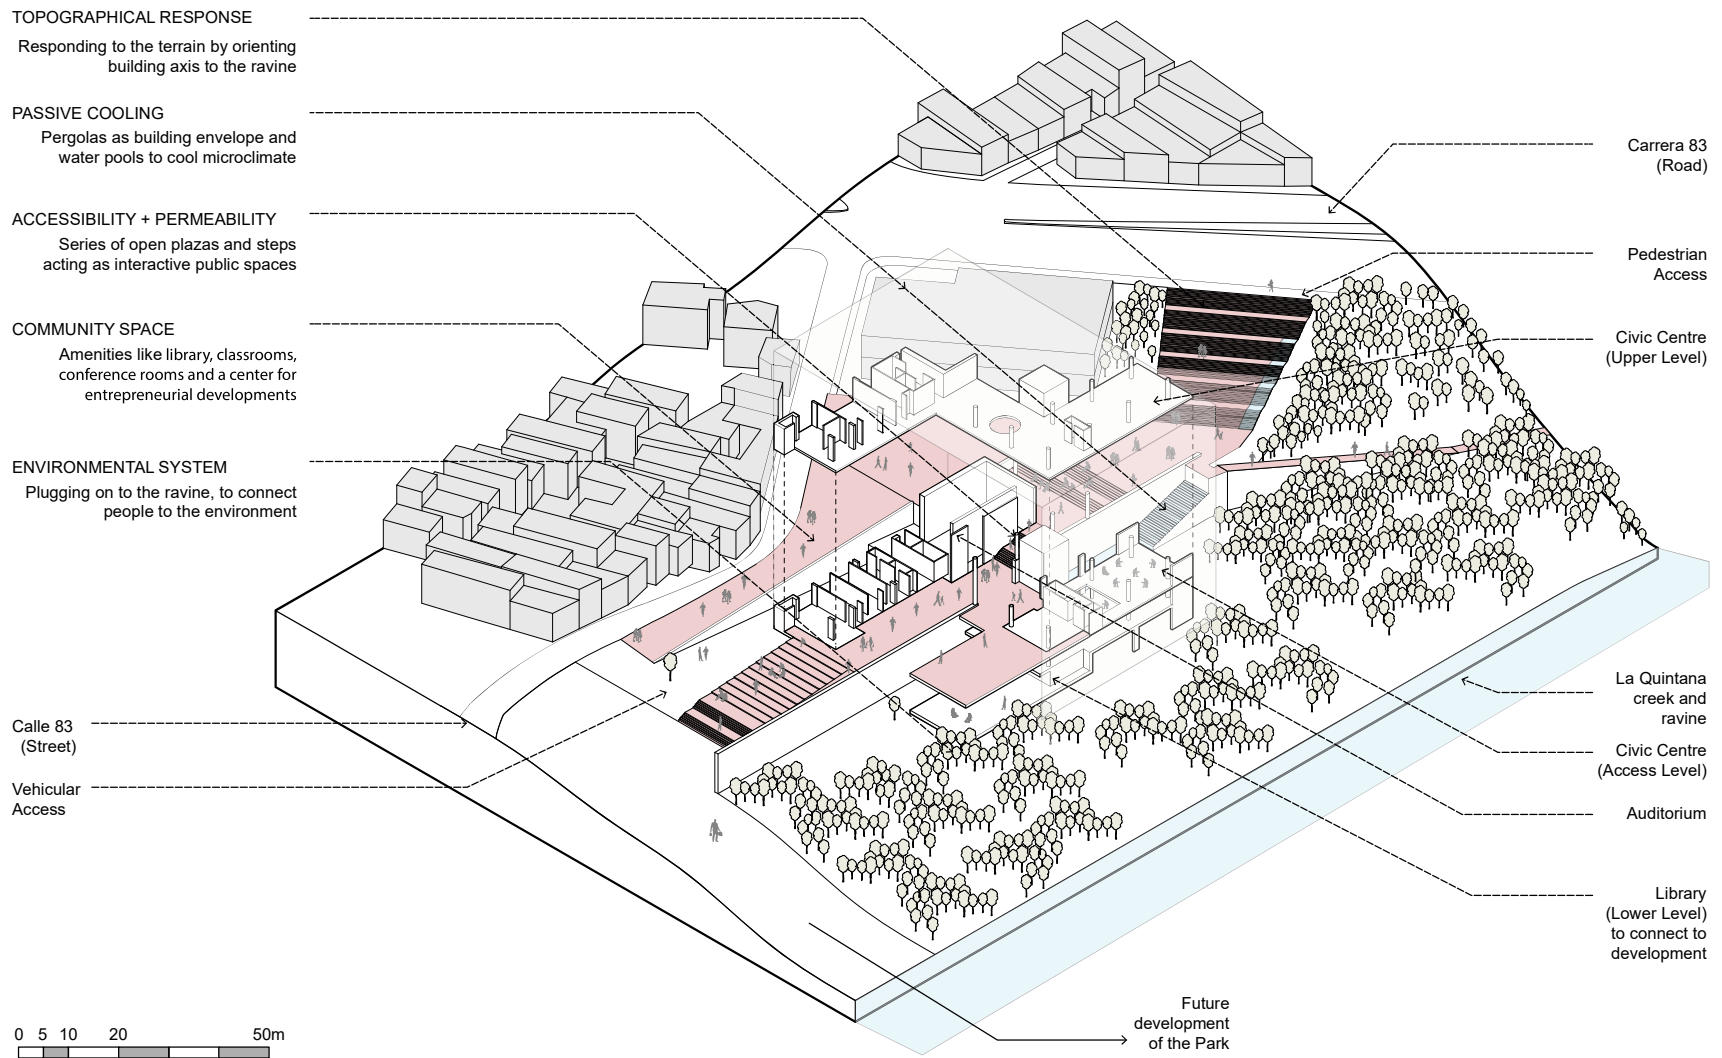 TOPOGRAPHICAL RESPONSE
Responding to the terrain by orienting
building axis to the ravine
PASSIVE COOLING
Pergolas as building envelope and
water pools to cool microclimate
ACCESSIBILITY + PERMEABILITY
Series of open plazas and steps
acting as interactive public spaces
COMMUNITY SPACE
Amenities like library, classrooms,
conference rooms and a center for
entrepreneurial developments
ENVIRONMENTAL SYSTEM
Plugging on to the ravine, to connect
people to the environment
Calle 83
(Street)
Vehicular
Access
0 5 10 20 50m
Carrera 83
(Road)
Pedestrian
Access
Civic Centre
(Upper Level)
La Quintana
creek and
ravine
Civic Centre
(Access Level)
Auditorium
Library
(Lower Level)
to connect to
development
Future
development
of the Park